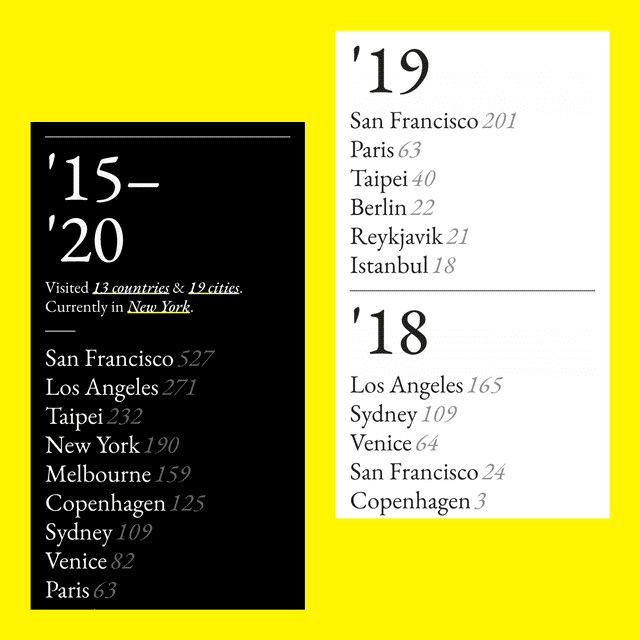 '15–
'20
Visited 13 countries & 19 cities.
Currently in New York.
San Francisco 527
Los Angeles 271
Taipei 232
New York 190
Melbourne 159
Copenhagen 125
Sydney 109
Venice 82
Paris 63
'19
San Francisco 201
Paris 63
Taipei 40
Berlin 22
Reykjavik 21
Istanbul 18
'18
Los Angeles 165
Sydney 109
Venice 64
San Francisco 24
Copenhagen 3